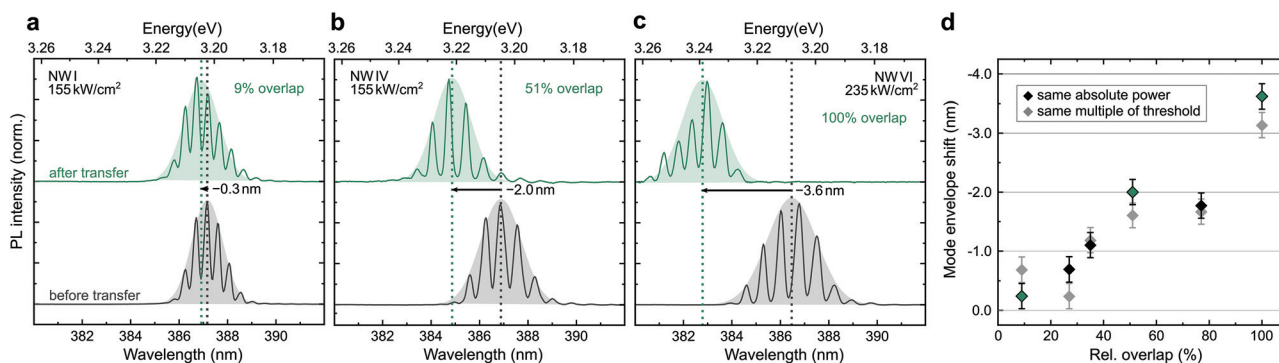 a
Energy(eV)
3.26 3.24 3.22 3.20 3.18
NW I
155 kW/cm²
9% overlap
after transfer
−0.3 nm
before transfer
PL intensity (norm.)
382 384 386 388 390
Wavelength (nm)
b
Energy(eV)
3.26 3.24 3.22 3.20 3.18
NW IV
155 kW/cm²
51% overlap
−2.0 nm
382 384 386 388 390
Wavelength (nm)
c
Energy(eV)
3.26 3.24 3.22 3.20 3.18
NW VI
235 kW/cm²
100% overlap
−3.6 nm
382 384 386 388 390
Wavelength (nm)
d
Mode envelope shift (nm)
-4.0
-3.0
-2.0
-1.0
0.0
same absolute power
same multiple of threshold
0 20 40 60 80 100
Rel. overlap (%)